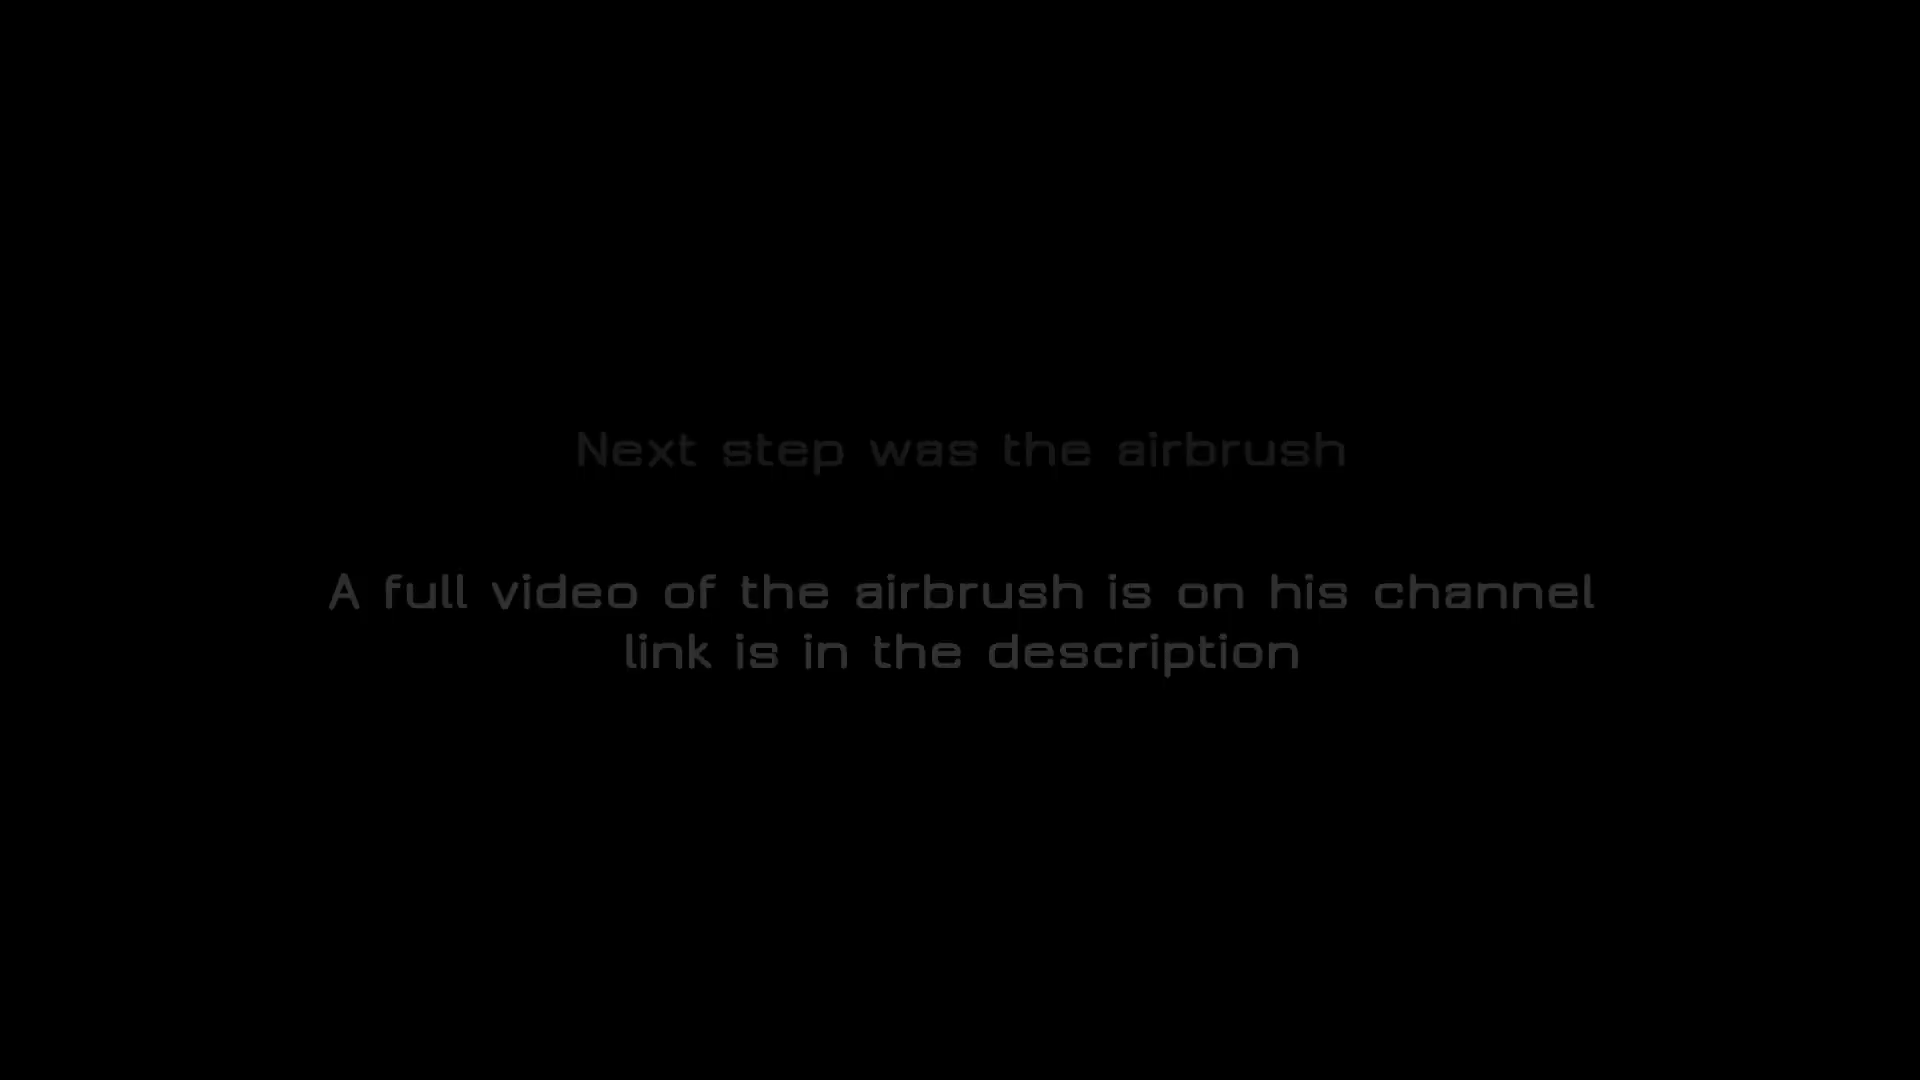 Next step was the airbrush
A full video of the airbrush is on his channel
link is in the description